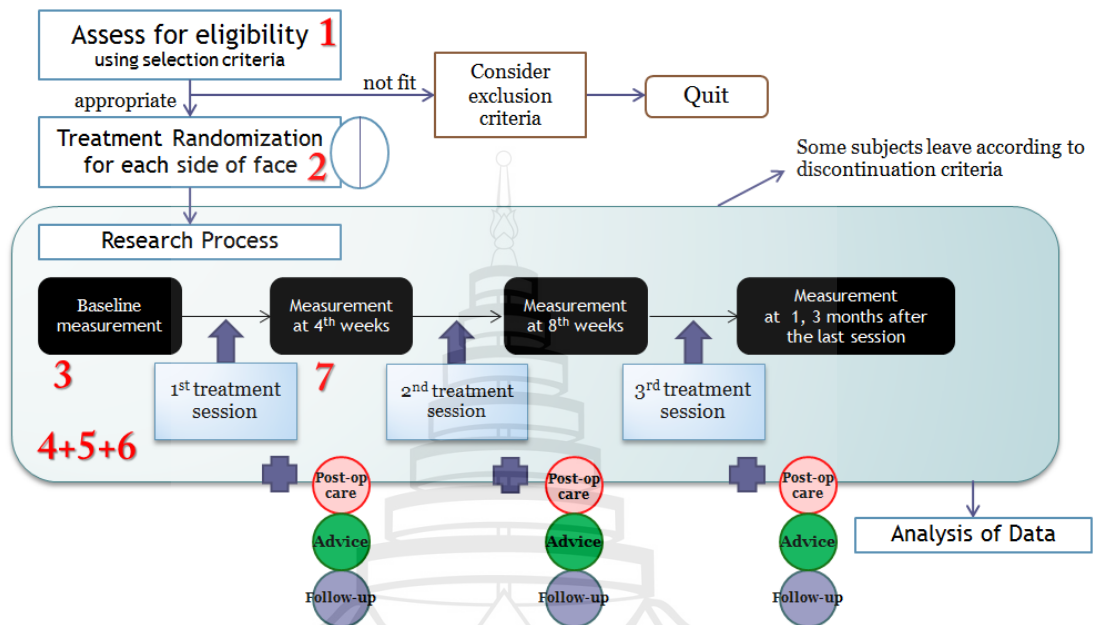 Assess for eligibility 1
using selection criteria
appropriate
not fit
Consider
exclusion
criteria
Quit
Treatment Randomization
for each side of face 2
Some subjects leave according to
discontinuation criteria
Research Process
Baseline
measurement
Measurement
at 4th weeks
Measurement
at 8th weeks
Measurement
at 1, 3 months after
the last session
3
7
1st treatment
session
2nd treatment
session
3rd treatment
session
4+5+6
Post-op
care
Advice
Follow-up
Post-op
care
Advice
Follow-up
Post-op
care
Advice
Follow-up
Analysis of Data